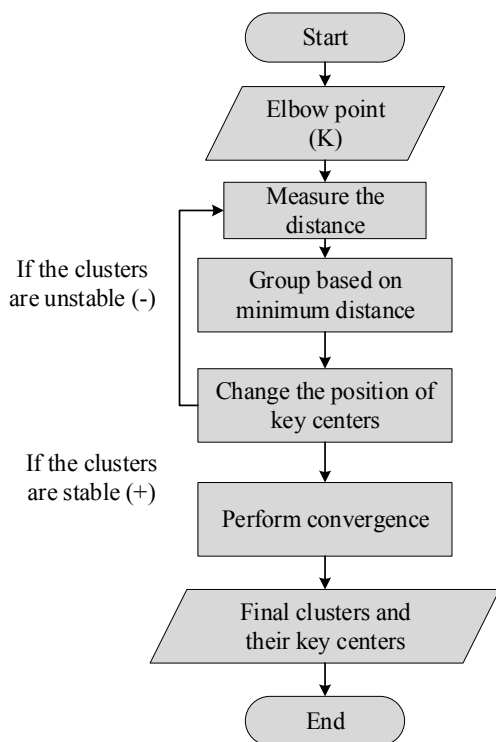 Start
Elbow point
(K)
Measure the
distance
If the clusters
are unstable (-)
Group based on
minimum distance
Change the position of
key centers
If the clusters
are stable (+)
Perform convergence
Final clusters and
their key centers
End